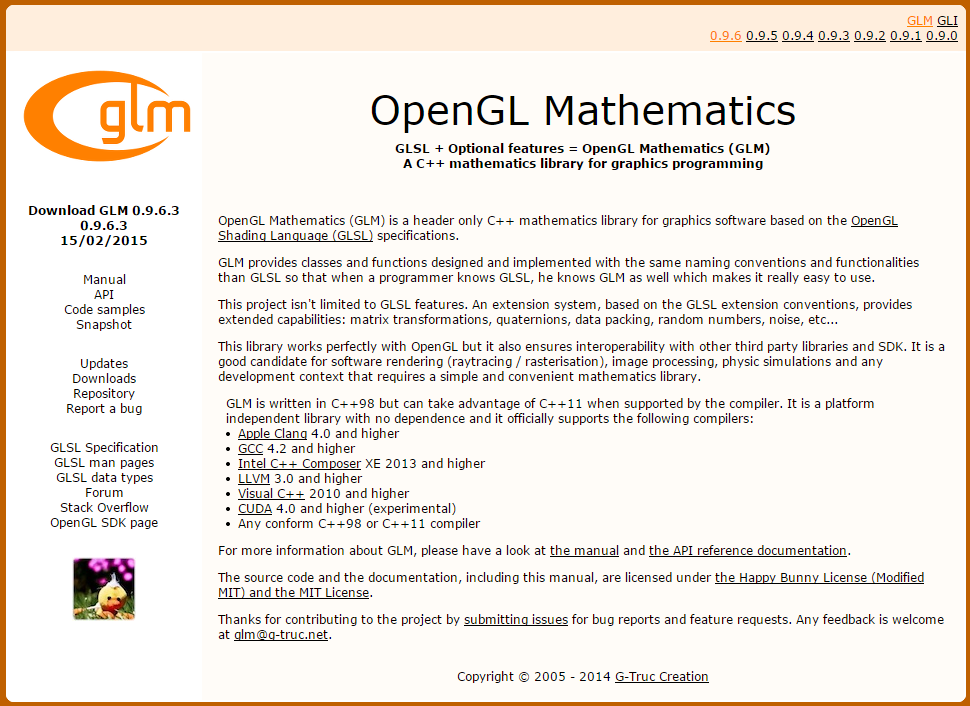 GLM GLI
0.9.6 0.9.5 0.9.4 0.9.3 0.9.2 0.9.1 0.9.0
glm
Download GLM 0.9.6.3
0.9.6.3
15/02/2015
Manual
API
Code samples
Snapshot
Updates
Downloads
Repository
Report a bug
GLSL Specification
GLSL man pages
GLSL data types
Forum
Stack Overflow
OpenGL SDK page
OpenGL Mathematics
GLSL + Optional features = OpenGL Mathematics (GLM)
A C++ mathematics library for graphics programming
OpenGL Mathematics (GLM) is a header only C++ mathematics library for graphics software based on the OpenGL
Shading Language (GLSL) specifications.
GLM provides classes and functions designed and implemented with the same naming conventions and functionalities
than GLSL so that when a programmer knows GLSL, he knows GLM as well which makes it really easy to use.
This project isn't limited to GLSL features. An extension system, based on the GLSL extension conventions, provides
extended capabilities: matrix transformations, quaternions, data packing, random numbers, noise, etc...
This library works perfectly with OpenGL but it also ensures interoperability with other third party libraries and SDK. It is a
good candidate for software rendering (raytracing / rasterisation), image processing, physic simulations and any
development context that requires a simple and convenient mathematics library.
GLM is written in C++98 but can take advantage of C++11 when supported by the compiler. It is a platform
independent library with no dependence and it officially supports the following compilers:
• Apple Clang 4.0 and higher
• GCC 4.2 and higher
• Intel C++ Composer XE 2013 and higher
• LLVM 3.0 and higher
• Visual C++ 2010 and higher
• CUDA 4.0 and higher (experimental)
• Any conform C++98 or C++11 compiler
For more information about GLM, please have a look at the manual and the API reference documentation.
The source code and the documentation, including this manual, are licensed under the Happy Bunny License (Modified
MIT) and the MIT License.
Thanks for contributing to the project by submitting issues for bug reports and feature requests. Any feedback is welcome
at glm@g-truc.net.
Copyright © 2005 - 2014 G-Truc Creation